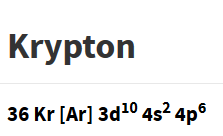 Krypton
36 Kr [Ar] 3d¹⁰ 4s² 4p⁶